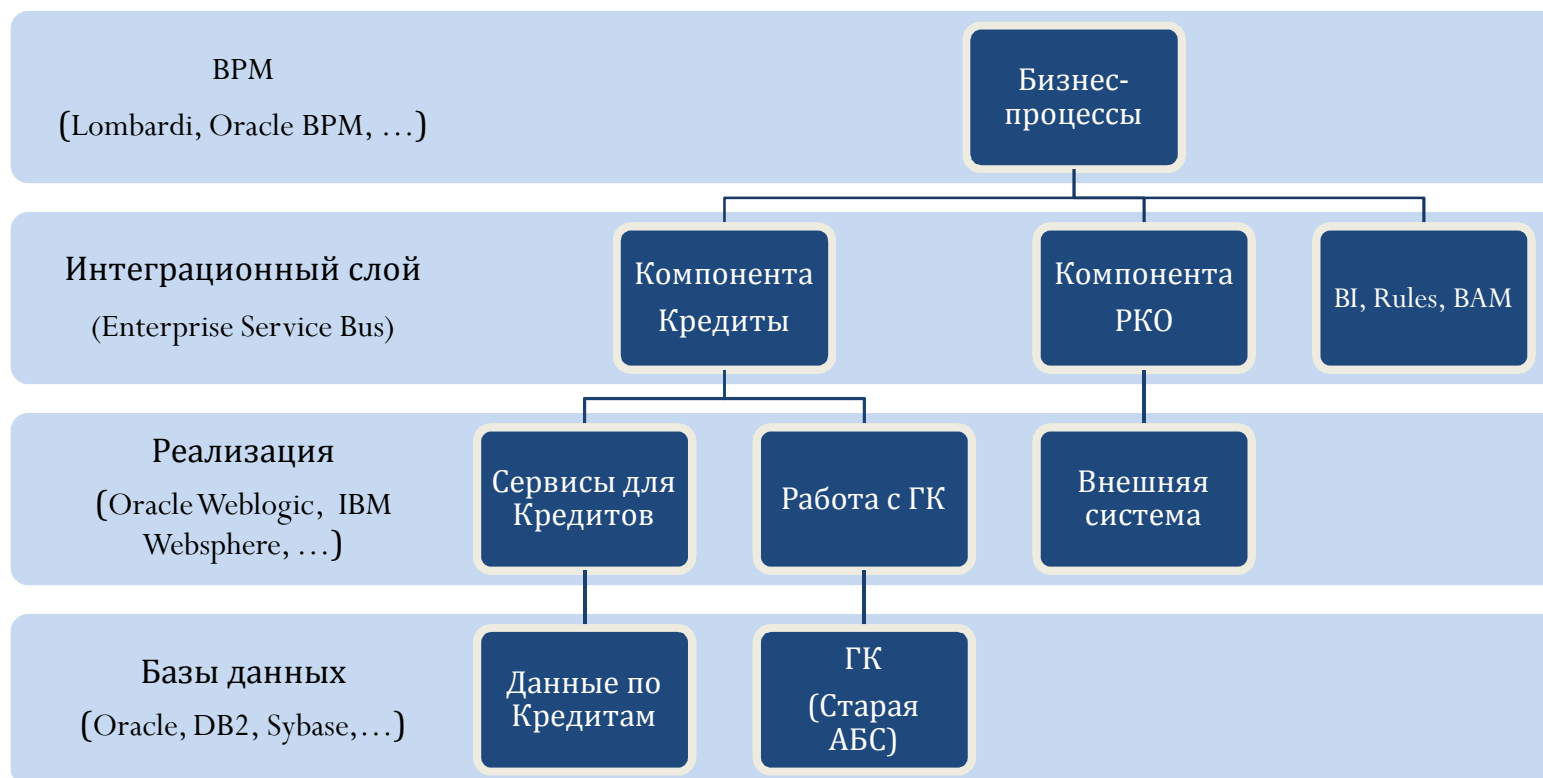 BPM
(Lombardi, Oracle BPM, …)
Бизнес-
процессы
Интеграционный слой
(Enterprise Service Bus)
Компонента
Кредиты
Компонента
РКО
BI, Rules, BAM
Реализация
(Oracle Weblogic, IBM
Websphere, …)
Сервисы для
Кредитов
Работа с ГК
Внешняя
система
Базы данных
(Oracle, DB2, Sybase,…)
Данные по
Кредитам
ГК
(Старая
АБС)